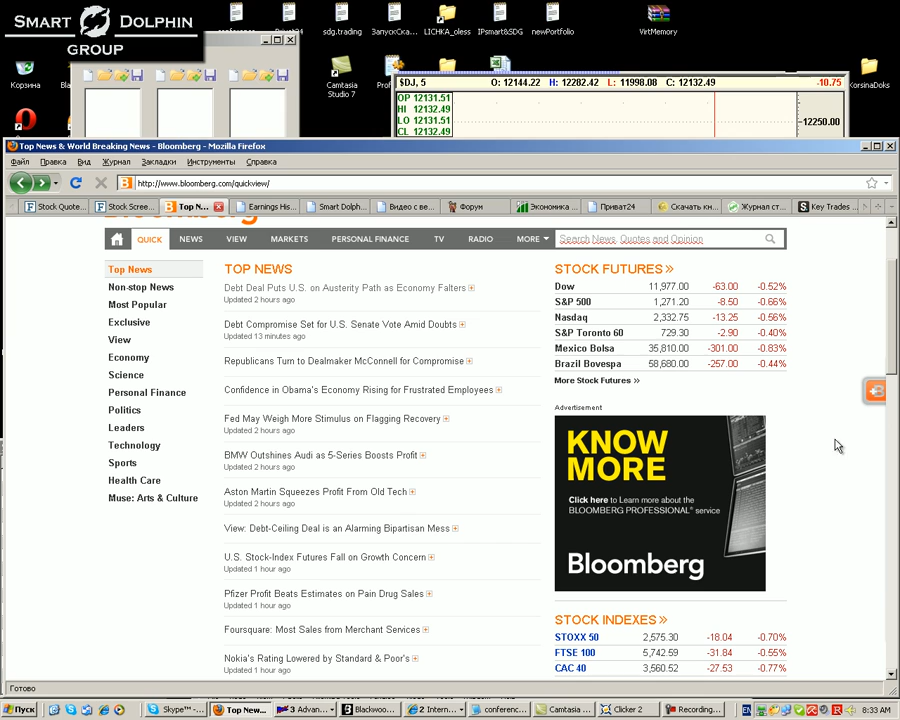 SMART DOLPHIN
GROUP
Корзина
sdg.trading
ЗапускСка...
LICHKA_oless
IPsmart&SDG
newPortfolio
VirtMemory
Camtasia
Studio 7
KorsinaDoks
$DJ, 5 O: 12144.22 H: 12282.42 L: 11998.08 C: 12132.49 -10.75
OP 12131.51
HI 12132.49
LO 12131.51
CL 12132.49
12250.00
Top News & World Breaking News - Bloomberg - Mozilla Firefox
Файл Правка Вид Журнал Закладки Инструменты Справка
http://www.bloomberg.com/quickview/
Stock Quote... Stock Scree... Top N... Earnings His... Smart Dolph... Видео с ве... Форум Экономика ... Приват24 Скачать кн... Журнал ст... Key Trades ...
QUICK NEWS VIEW MARKETS PERSONAL FINANCE TV RADIO MORE Search News, Quotes and Opinion
Top News
Non-stop News
Most Popular
Exclusive
View
Economy
Science
Personal Finance
Politics
Leaders
Technology
Sports
Health Care
Muse: Arts & Culture
TOP NEWS
Debt Deal Puts U.S. on Austerity Path as Economy Falters
Updated 2 hours ago
Debt Compromise Set for U.S. Senate Vote Amid Doubts
Updated 13 minutes ago
Republicans Turn to Dealmaker McConnell for Compromise
Confidence in Obama's Economy Rising for Frustrated Employees
Fed May Weigh More Stimulus on Flagging Recovery
Updated 2 hours ago
BMW Outshines Audi as 5-Series Boosts Profit
Updated 2 hours ago
Aston Martin Squeezes Profit From Old Tech
Updated 2 hours ago
View: Debt-Ceiling Deal is an Alarming Bipartisan Mess
U.S. Stock-Index Futures Fall on Growth Concern
Updated 1 hour ago
Pfizer Profit Beats Estimates on Pain Drug Sales
Updated 1 hour ago
Foursquare: Most Sales from Merchant Services
Nokia's Rating Lowered by Standard & Poor's
Updated 1 hour ago
STOCK FUTURES »
Dow 11,977.00 -63.00 -0.52%
S&P 500 1,271.20 -8.50 -0.66%
Nasdaq 2,332.75 -13.25 -0.56%
S&P Toronto 60 729.30 -2.90 -0.40%
Mexico Bolsa 35,810.00 -301.00 -0.83%
Brazil Bovespa 58,680.00 -257.00 -0.44%
More Stock Futures »
Advertisement
KNOW
MORE
Click here to Learn more about the
BLOOMBERG PROFESSIONAL® service
Bloomberg
STOCK INDEXES »
STOXX 50 2,575.30 -18.04 -0.70%
FTSE 100 5,742.59 -31.84 -0.55%
CAC 40 3,560.52 -27.53 -0.77%
Готово
Пуск Skype™ -... Top New... 3 Advan... Blackwoo... 2 Intern... conferenc... Camtasia ... Clicker 2 Recording... EN 8:33 AM